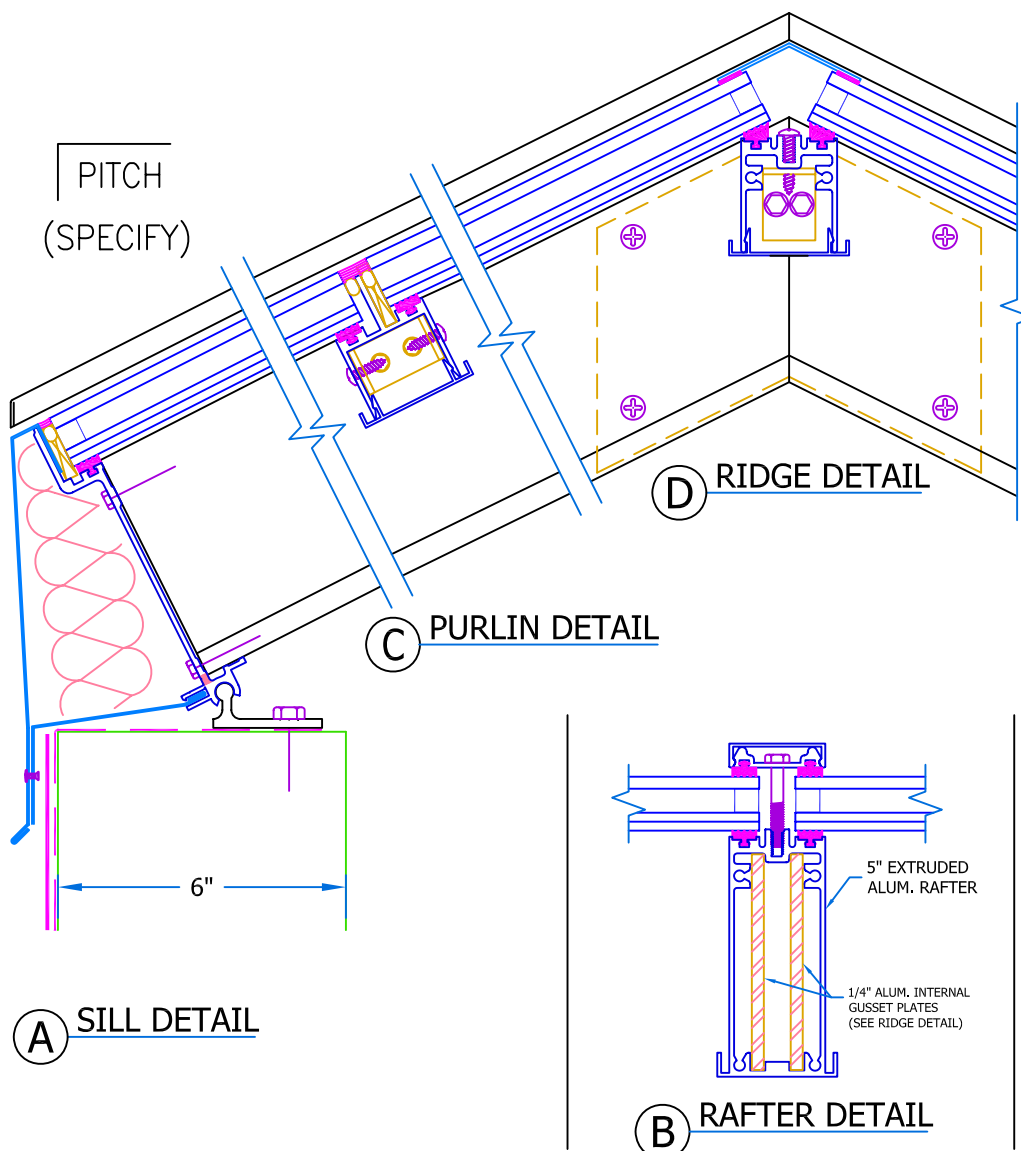 PITCH
(SPECIFY)
D RIDGE DETAIL
C PURLIN DETAIL
6"
5" EXTRUDED
ALUM. RAFTER
1/4" ALUM. INTERNAL
GUSSET PLATES
(SEE RIDGE DETAIL)
A SILL DETAIL
B RAFTER DETAIL